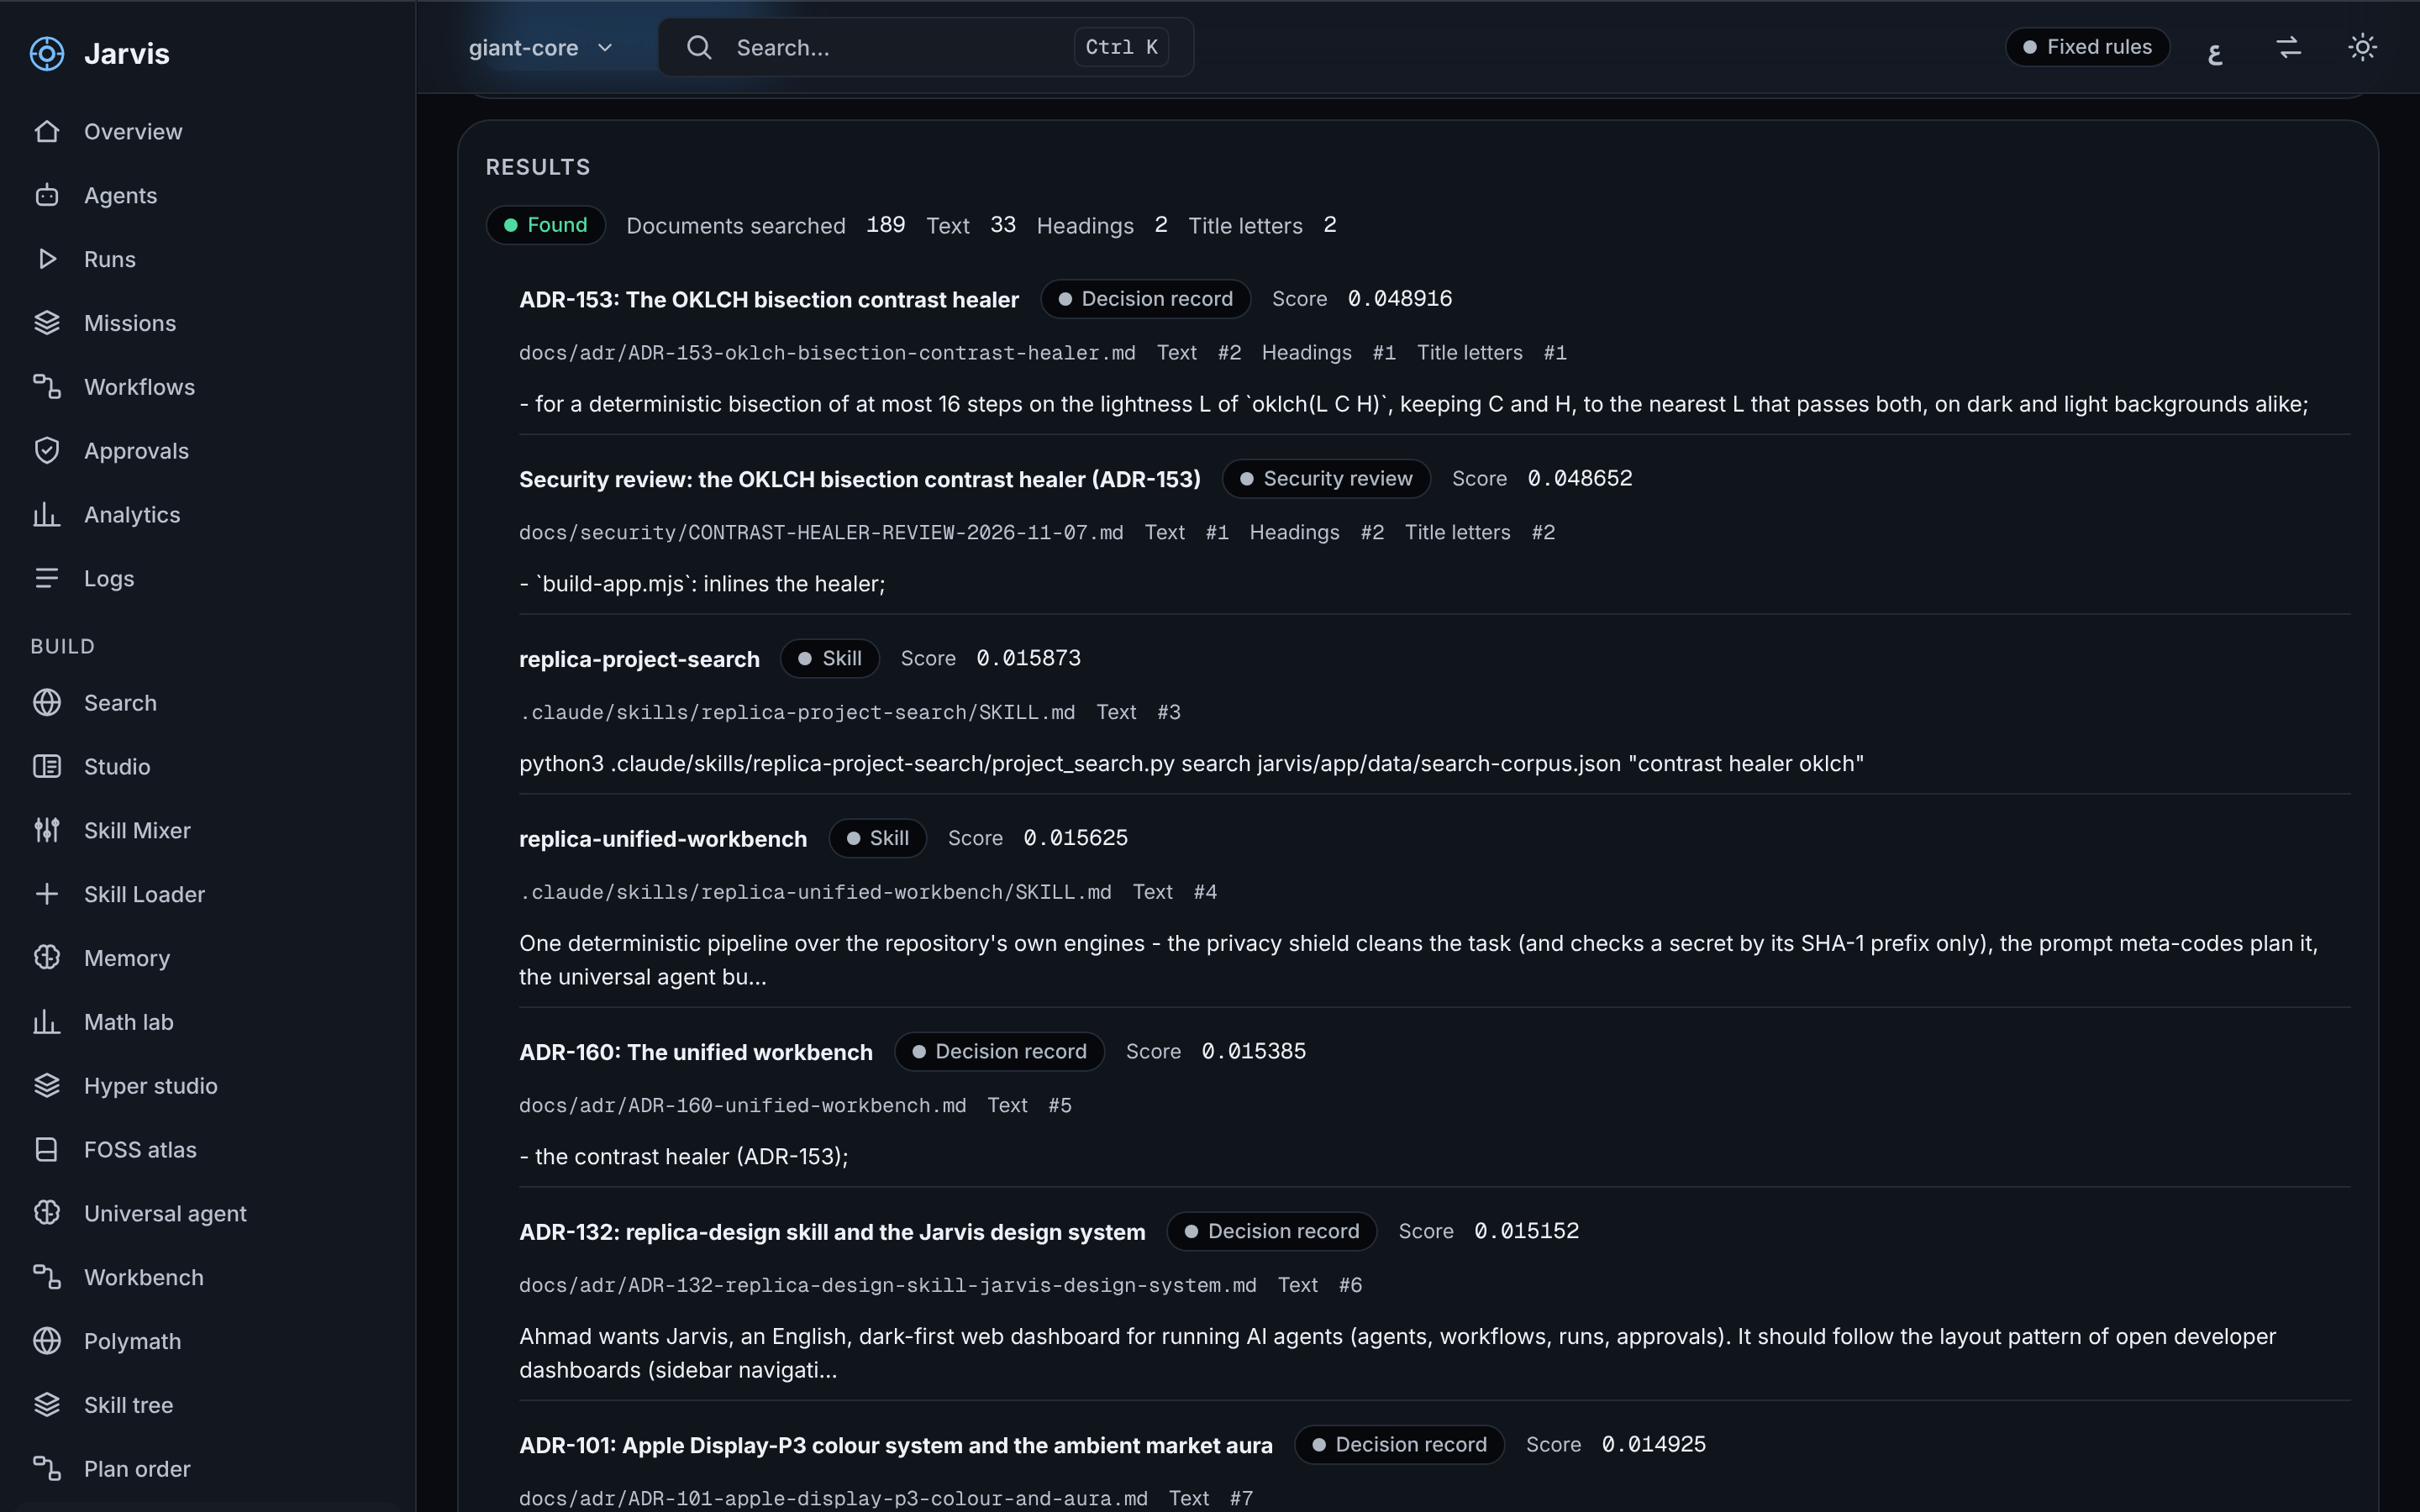 Jarvis
giant-core
Search...
Ctrl K
Fixed rules
ع
Overview
Agents
Runs
Missions
Workflows
Approvals
Analytics
Logs
BUILD
Search
Studio
Skill Mixer
Skill Loader
Memory
Math lab
Hyper studio
FOSS atlas
Universal agent
Workbench
Polymath
Skill tree
Plan order
RESULTS
Found Documents searched 189 Text 33 Headings 2 Title letters 2
ADR-153: The OKLCH bisection contrast healer Decision record Score 0.048916
docs/adr/ADR-153-oklch-bisection-contrast-healer.md Text #2 Headings #1 Title letters #1
- for a deterministic bisection of at most 16 steps on the lightness L of `oklch(L C H)`, keeping C and H, to the nearest L that passes both, on dark and light backgrounds alike;
Security review: the OKLCH bisection contrast healer (ADR-153) Security review Score 0.048652
docs/security/CONTRAST-HEALER-REVIEW-2026-11-07.md Text #1 Headings #2 Title letters #2
- `build-app.mjs`: inlines the healer;
replica-project-search Skill Score 0.015873
.claude/skills/replica-project-search/SKILL.md Text #3
python3 .claude/skills/replica-project-search/project_search.py search jarvis/app/data/search-corpus.json "contrast healer oklch"
replica-unified-workbench Skill Score 0.015625
.claude/skills/replica-unified-workbench/SKILL.md Text #4
One deterministic pipeline over the repository's own engines - the privacy shield cleans the task (and checks a secret by its SHA-1 prefix only), the prompt meta-codes plan it,
the universal agent bu...
ADR-160: The unified workbench Decision record Score 0.015385
docs/adr/ADR-160-unified-workbench.md Text #5
- the contrast healer (ADR-153);
ADR-132: replica-design skill and the Jarvis design system Decision record Score 0.015152
docs/adr/ADR-132-replica-design-skill-jarvis-design-system.md Text #6
Ahmad wants Jarvis, an English, dark-first web dashboard for running AI agents (agents, workflows, runs, approvals). It should follow the layout pattern of open developer
dashboards (sidebar navigati...
ADR-101: Apple Display-P3 colour system and the ambient market aura Decision record Score 0.014925
docs/adr/ADR-101-apple-display-p3-colour-and-aura.md Text #7